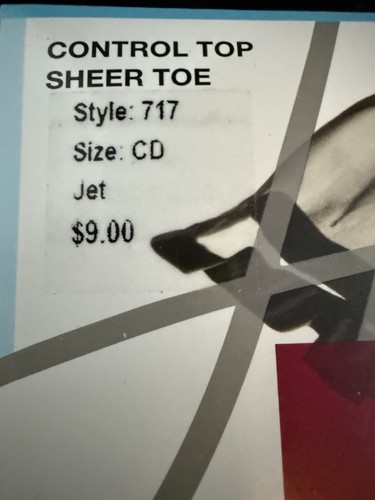 CONTROL TOP
SHEER TOE
Style: 717
Size: CD
Jet
$9.00